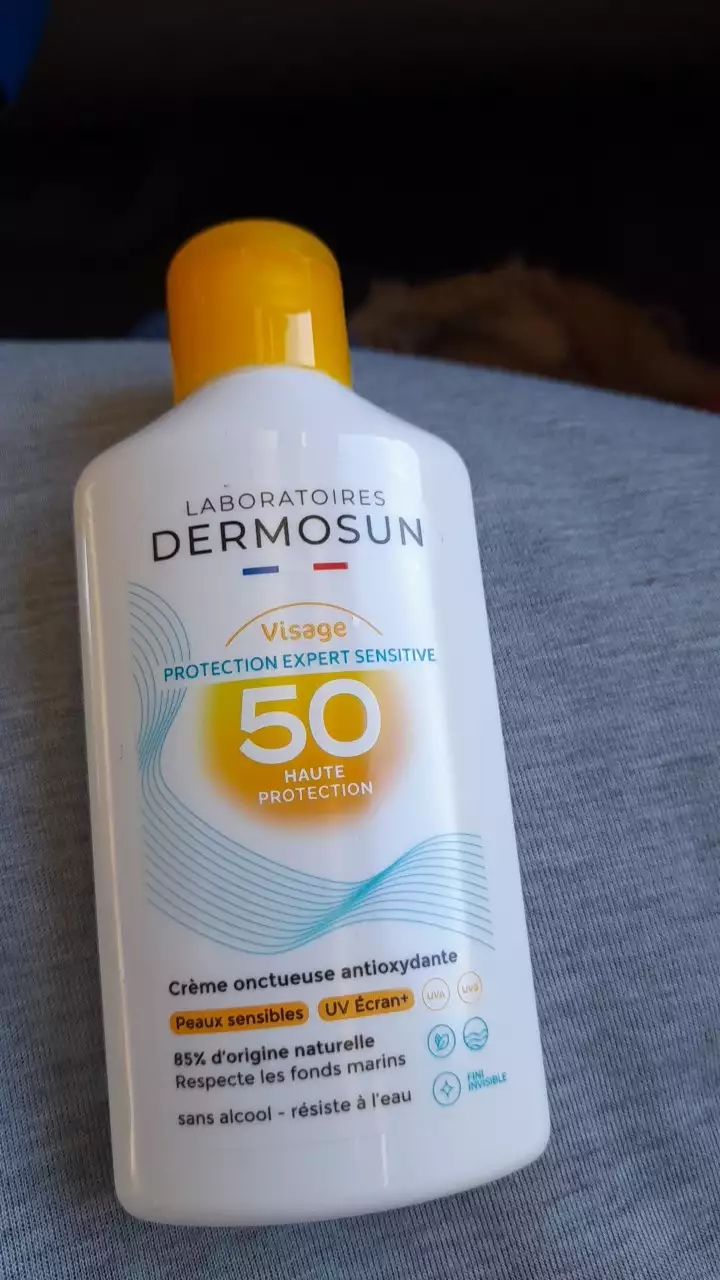 LABORATOIRES
DERMOSUN
Visage
PROTECTION EXPERT SENSITIVE
50
HAUTE
PROTECTION
Crème onctueuse antioxydante
Peaux sensibles UV Écran+ UVA UVB
85% d'origine naturelle
Respecte les fonds marins
sans alcool - résiste à l'eau
FINI
INVISIBLE